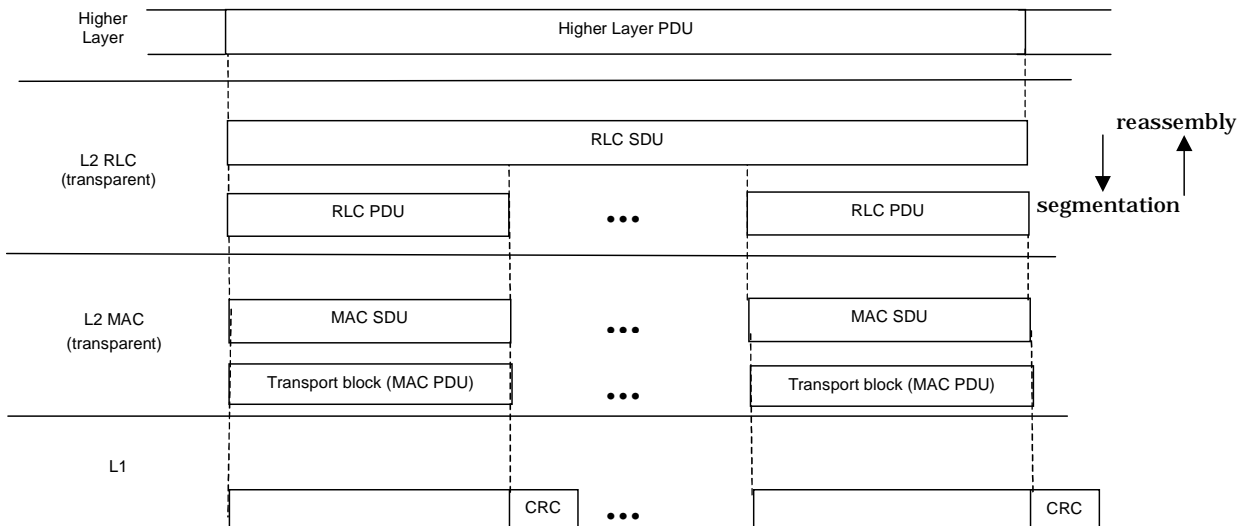 Higher
Layer
Higher Layer PDU
RLC SDU
reassembly
L2 RLC
(transparent)
RLC PDU
•••
RLC PDU
segmentation
L2 MAC
(transparent)
MAC SDU
•••
MAC SDU
Transport block (MAC PDU)
•••
Transport block (MAC PDU)
L1
CRC
•••
CRC